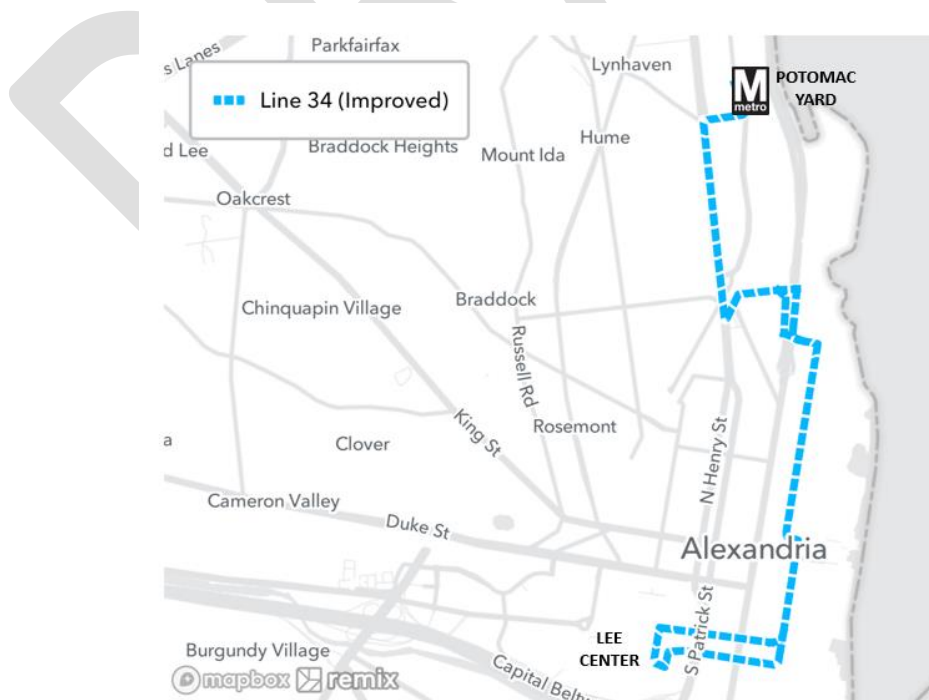 Parkfairfax
s Lanes
Lynhaven
M
metro
POTOMAC
YARD
Line 34 (Improved)
d Lee
Braddock Heights
Mount Ida
Hume
Oakcrest
Chinquapin Village
Braddock
Russell Rd
King St
Rosemont
a
Clover
N Henry St
Cameron Valley
Duke St
Alexandria
S Patrick St
LEE
CENTER
Burgundy Village
Capital Beltw
mapbox remix